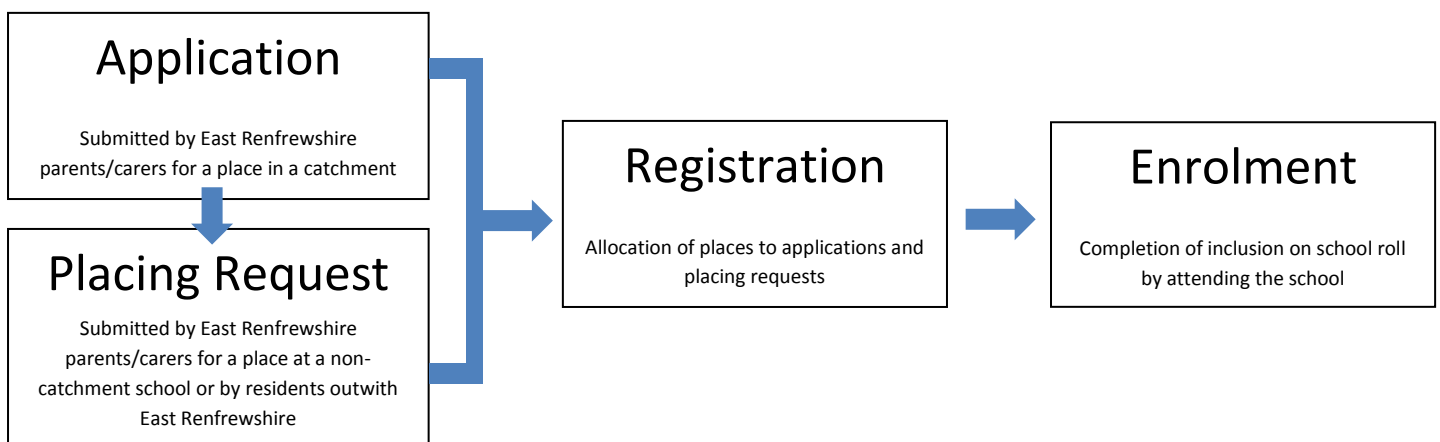 Application
Submitted by East Renfrewshire
parents/carers for a place in a catchment
Placing Request
Submitted by East Renfrewshire
parents/carers for a place at a non-
catchment school or by residents outwith
East Renfrewshire
Registration
Allocation of places to applications and
placing requests
Enrolment
Completion of inclusion on school roll
by attending the school